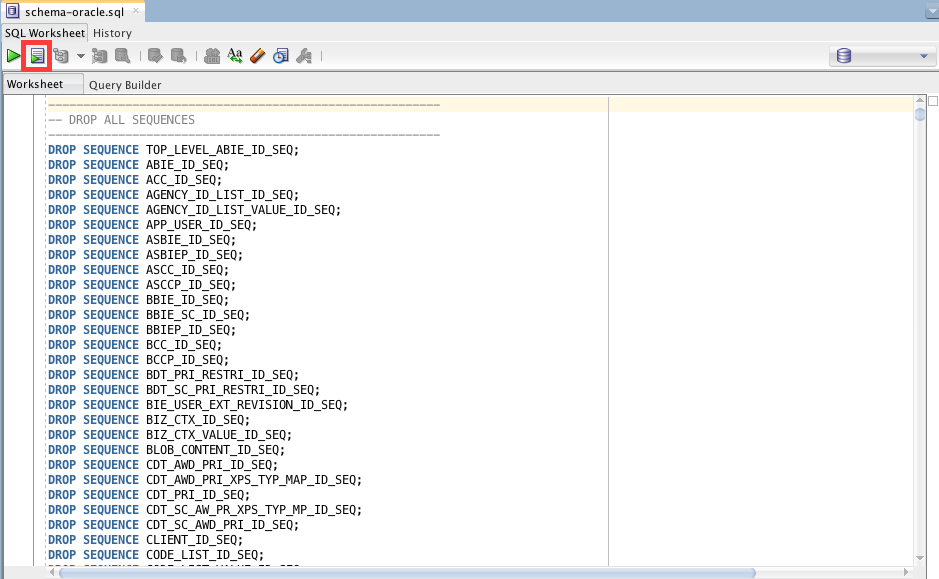 schema-oracle.sql
SQL Worksheet History
Aa
Worksheet Query Builder
--------------------------------------------------------
-- DROP ALL SEQUENCES
--------------------------------------------------------
DROP SEQUENCE TOP_LEVEL_ABIE_ID_SEQ;
DROP SEQUENCE ABIE_ID_SEQ;
DROP SEQUENCE ACC_ID_SEQ;
DROP SEQUENCE AGENCY_ID_LIST_ID_SEQ;
DROP SEQUENCE AGENCY_ID_LIST_VALUE_ID_SEQ;
DROP SEQUENCE APP_USER_ID_SEQ;
DROP SEQUENCE ASBIE_ID_SEQ;
DROP SEQUENCE ASBIEP_ID_SEQ;
DROP SEQUENCE ASCC_ID_SEQ;
DROP SEQUENCE ASCCP_ID_SEQ;
DROP SEQUENCE BBIE_ID_SEQ;
DROP SEQUENCE BBIE_SC_ID_SEQ;
DROP SEQUENCE BBIEP_ID_SEQ;
DROP SEQUENCE BCC_ID_SEQ;
DROP SEQUENCE BCCP_ID_SEQ;
DROP SEQUENCE BDT_PRI_RESTRI_ID_SEQ;
DROP SEQUENCE BDT_SC_PRI_RESTRI_ID_SEQ;
DROP SEQUENCE BIE_USER_EXT_REVISION_ID_SEQ;
DROP SEQUENCE BIZ_CTX_ID_SEQ;
DROP SEQUENCE BIZ_CTX_VALUE_ID_SEQ;
DROP SEQUENCE BLOB_CONTENT_ID_SEQ;
DROP SEQUENCE CDT_AWD_PRI_ID_SEQ;
DROP SEQUENCE CDT_AWD_PRI_XPS_TYP_MAP_ID_SEQ;
DROP SEQUENCE CDT_PRI_ID_SEQ;
DROP SEQUENCE CDT_SC_AW_PR_XPS_TYP_MP_ID_SEQ;
DROP SEQUENCE CDT_SC_AWD_PRI_ID_SEQ;
DROP SEQUENCE CLIENT_ID_SEQ;
DROP SEQUENCE CODE_LIST_ID_SEQ;